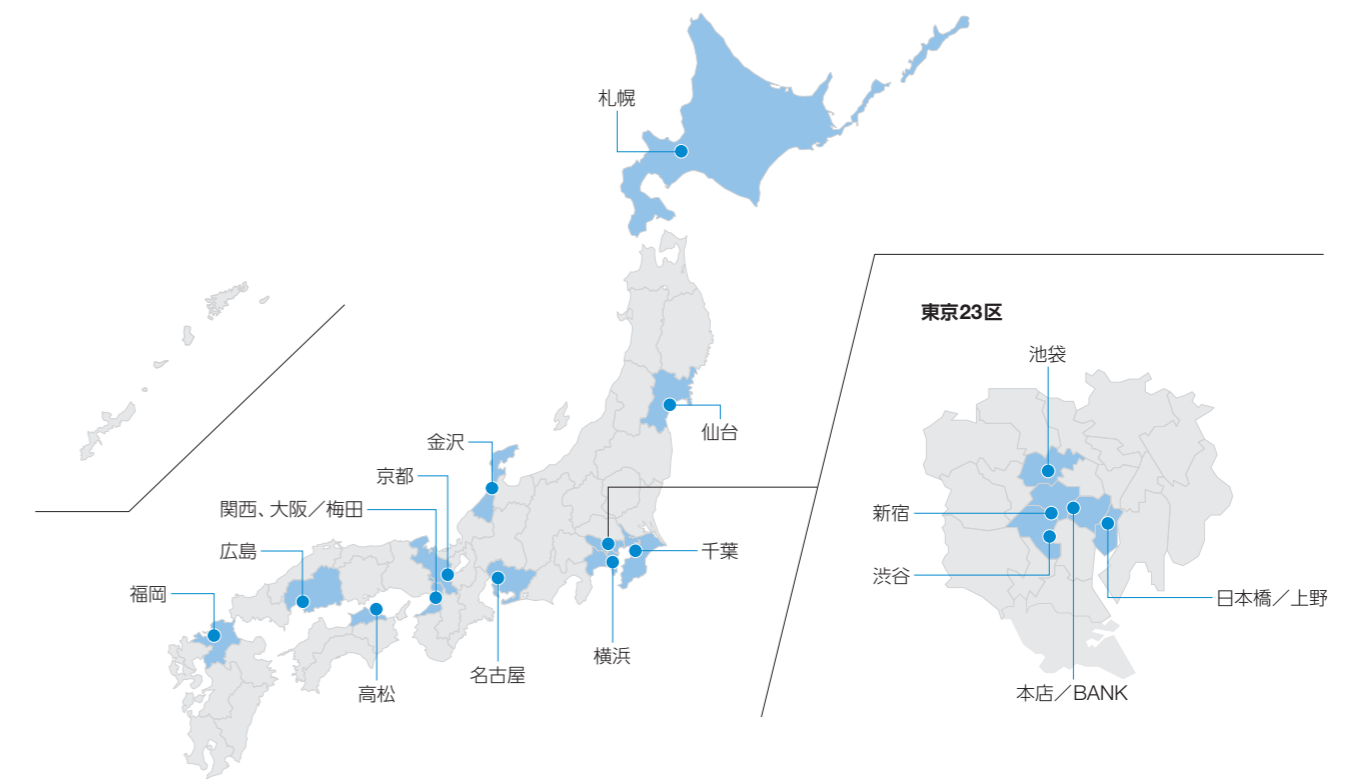 札幌
仙台
金沢
京都
関西、大阪／梅田
広島
福岡
高松
名古屋
横浜
千葉
東京23区
池袋
新宿
渋谷
日本橋／上野
本店／BANK